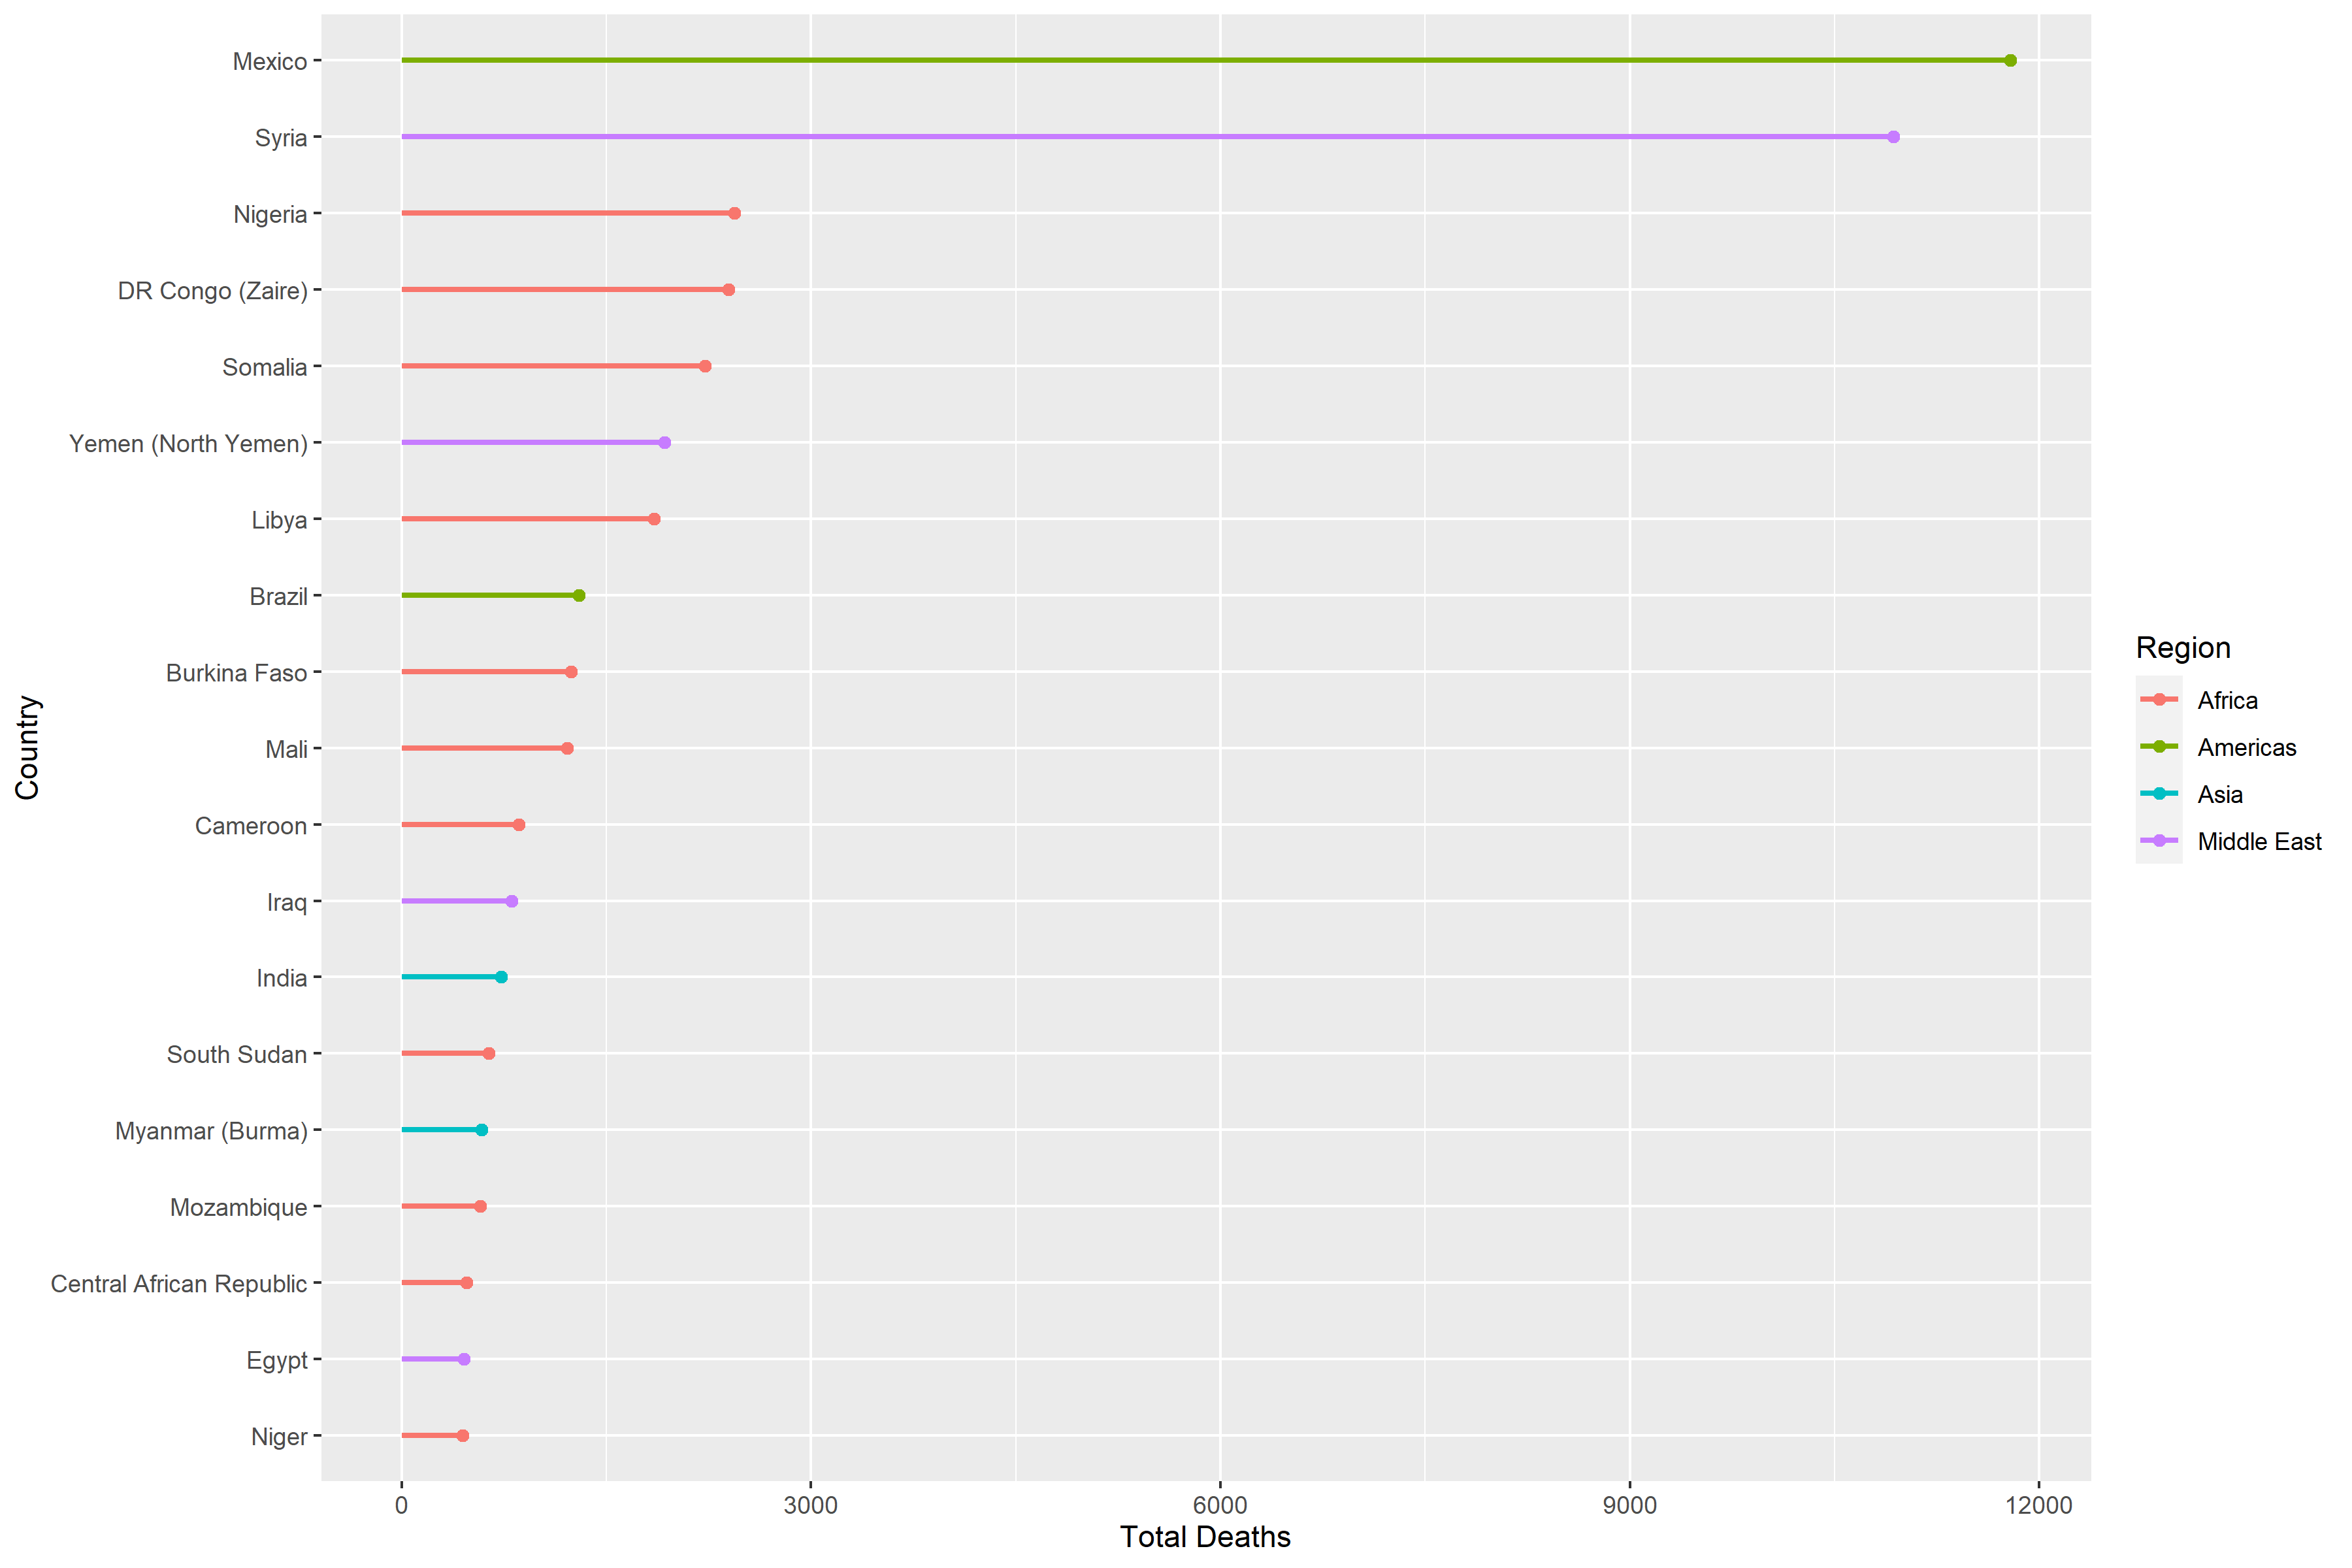 Mexico
Syria
Nigeria
DR Congo (Zaire)
Somalia
Yemen (North Yemen)
Libya
Brazil
Burkina Faso
Mali
Cameroon
Iraq
India
South Sudan
Myanmar (Burma)
Mozambique
Central African Republic
Egypt
Niger
Country
0 3000 6000 9000 12000
Total Deaths
Region
Africa
Americas
Asia
Middle East